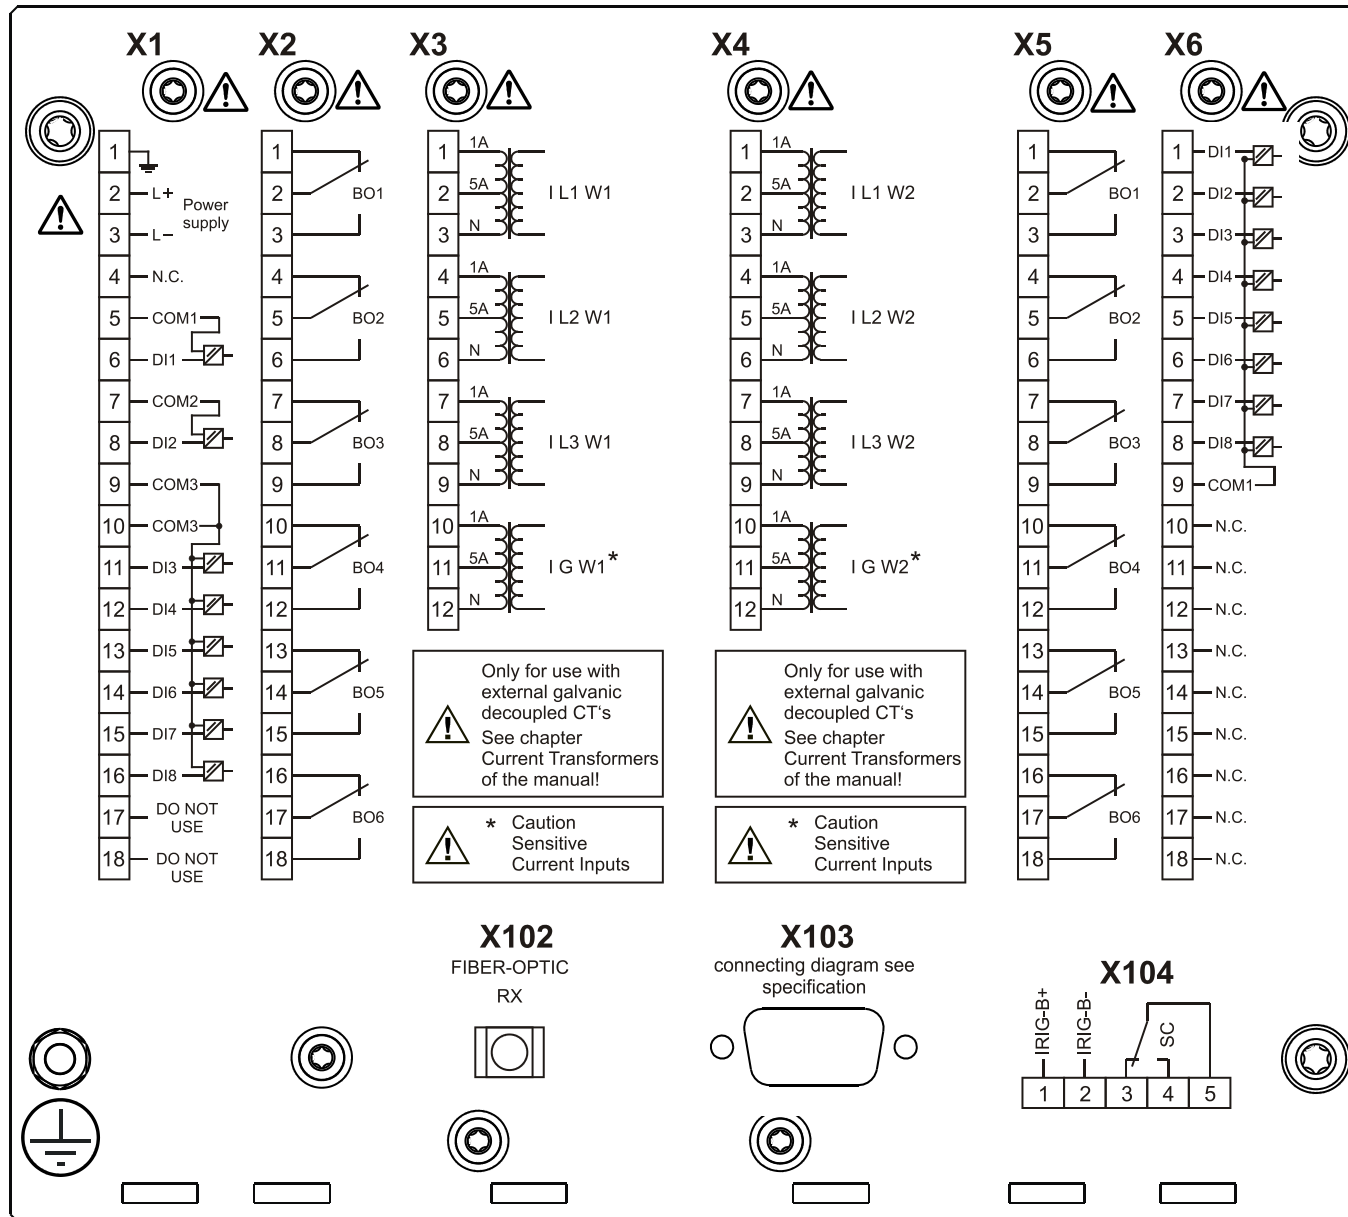 X1 X2 X3 X4 X5 X6
1
2 L+
3 L–
Power
supply
4 N.C.
5 COM1
6 DI1
7 COM2
8 DI2
9 COM3
10 COM3
11 DI3
12 DI4
13 DI5
14 DI6
15 DI7
16 DI8
17 DO NOT
USE
18 DO NOT
USE
1
2 BO1
3
4
5 BO2
6
7
8 BO3
9
10
11 BO4
12
13
14 BO5
15
16
17 BO6
18
1 1A
2 5A I L1 W1
3 N
4 1A
5 5A I L2 W1
6 N
7 1A
8 5A I L3 W1
9 N
10 1A
11 5A I G W1*
12 N
Only for use with
external galvanic
decoupled CT‘s
See chapter
Current Transformers
of the manual!
* Caution
Sensitive
Current Inputs
1 1A
2 5A I L1 W2
3 N
4 1A
5 5A I L2 W2
6 N
7 1A
8 5A I L3 W2
9 N
10 1A
11 5A I G W2*
12 N
Only for use with
external galvanic
decoupled CT‘s
See chapter
Current Transformers
of the manual!
* Caution
Sensitive
Current Inputs
1
2 BO1
3
4
5 BO2
6
7
8 BO3
9
10
11 BO4
12
13
14 BO5
15
16
17 BO6
18
1 DI1
2 DI2
3 DI3
4 DI4
5 DI5
6 DI6
7 DI7
8 DI8
9 COM1
10 N.C.
11 N.C.
12 N.C.
13 N.C.
14 N.C.
15 N.C.
16 N.C.
17 N.C.
18 N.C.
X102
FIBER-OPTIC
RX
X103
connecting diagram see
specification
X104
IRIG-B+
IRIG-B-
SC
1 2 3 4 5